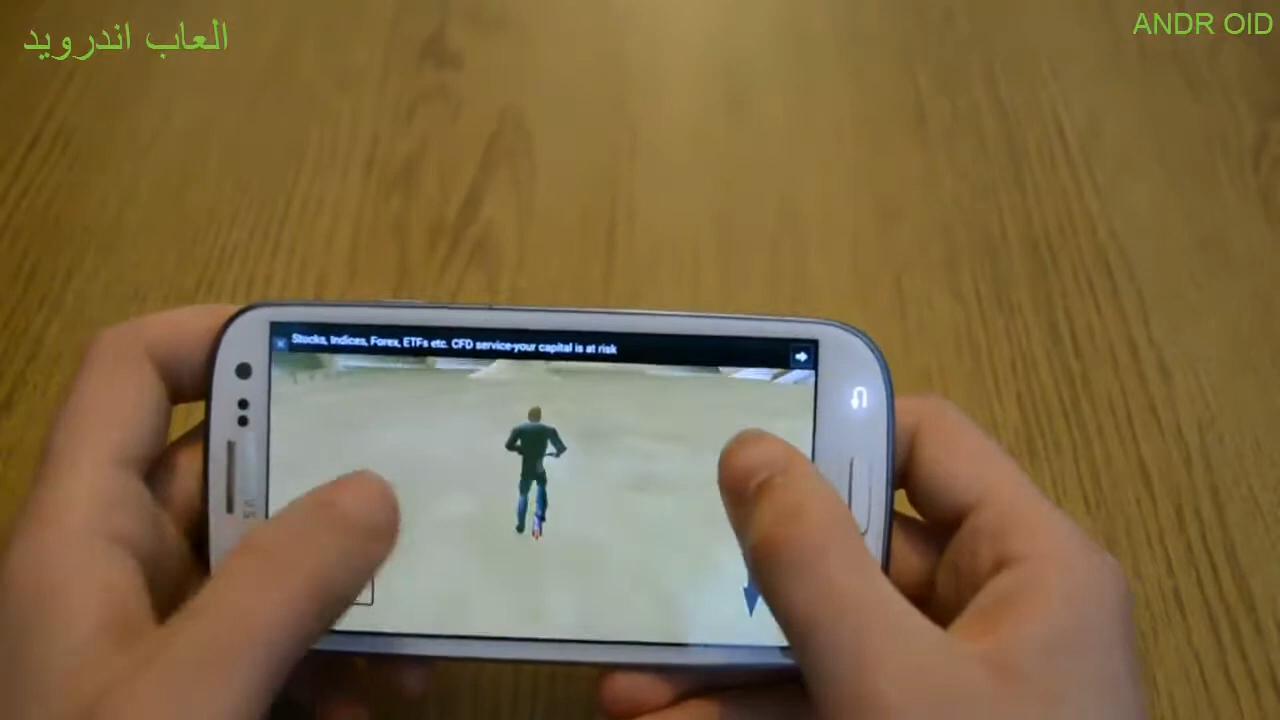 العاب اندرويد
ANDR OID
Stocks, Indices, Forex, ETFs etc. CFD service-your capital is at risk